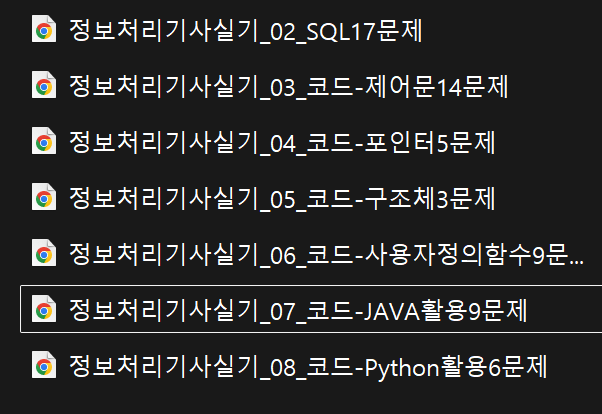 정보처리기사실기_02_SQL17문제
정보처리기사실기_03_코드-제어문14문제
정보처리기사실기_04_코드-포인터5문제
정보처리기사실기_05_코드-구조체3문제
정보처리기사실기_06_코드-사용자정의함수9문...
정보처리기사실기_07_코드-JAVA활용9문제
정보처리기사실기_08_코드-Python활용6문제